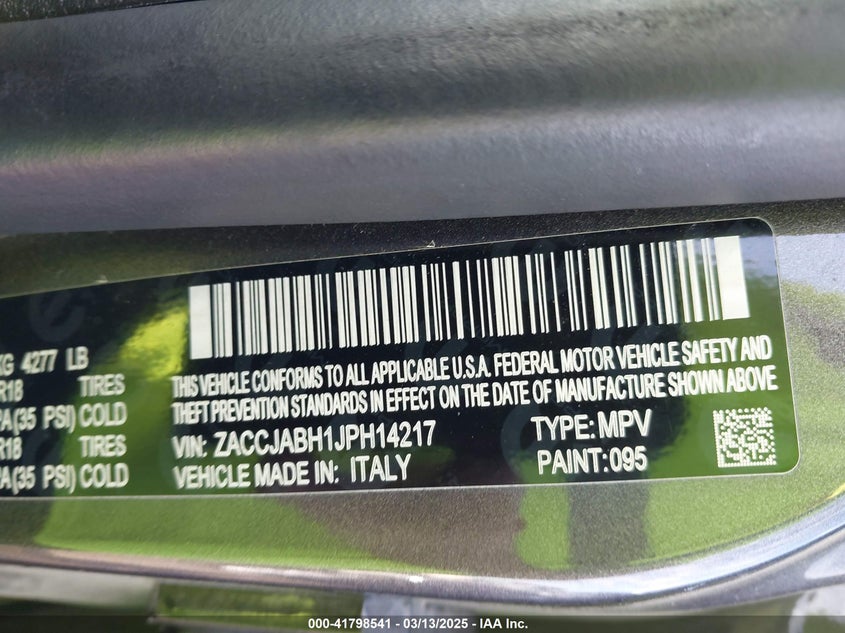 KG 4277 LB
R18 TIRES
PA(35 PSI) COLD
R18 TIRES
PA(35 PSI) COLD
THIS VEHICLE CONFORMS TO ALL APPLICABLE U.S.A. FEDERAL MOTOR VEHICLE SAFETY AND
THEFT PREVENTION STANDARDS IN EFFECT ON THE DATE OF MANUFACTURE SHOWN ABOVE
VIN: ZACCJABH1JPH14217 TYPE: MPV
VEHICLE MADE IN: ITALY PAINT: 095
000-41798541 - 03/13/2025 - IAA Inc.